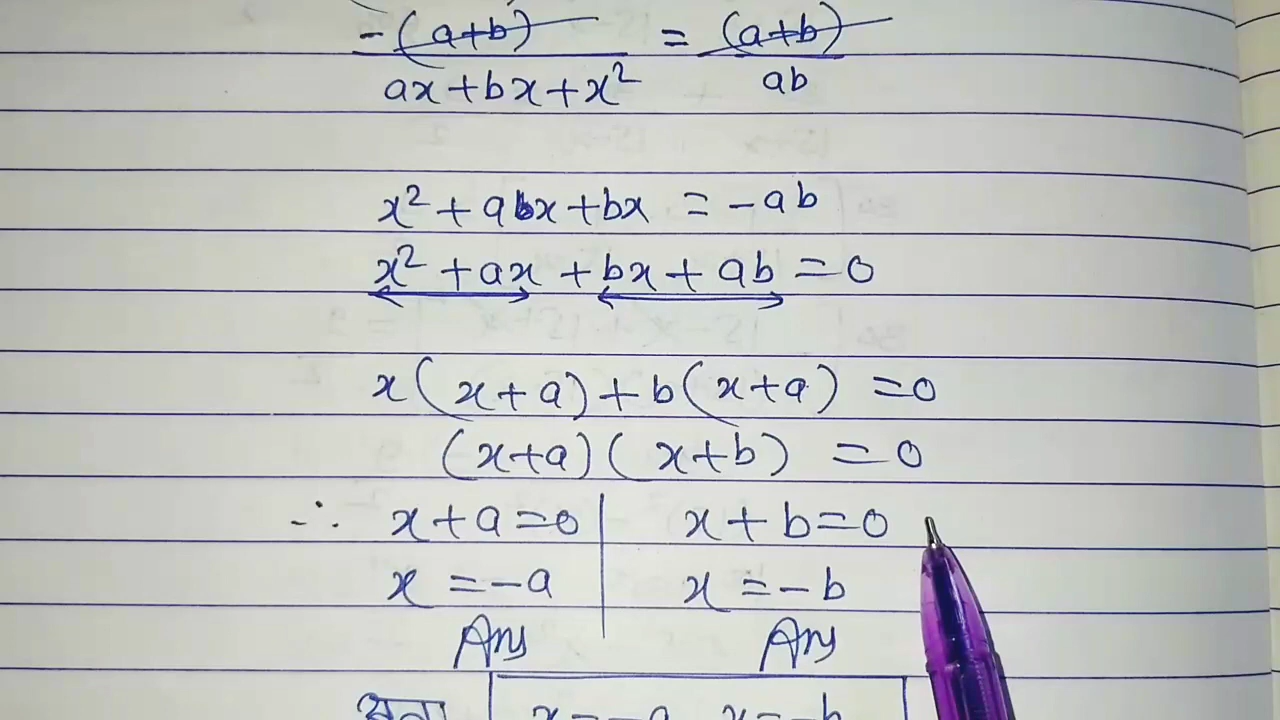 -(a+b) / ax+bx+x² = (a+b) / ab
x² + abx + bx = -ab
x² + ax + bx + ab = 0
x(x+a) + b(x+a) = 0
(x+a)(x+b) = 0
∴ x+a=0 | x+b=0
x = -a | x = -b
Ans Ans
x = -a x = -b